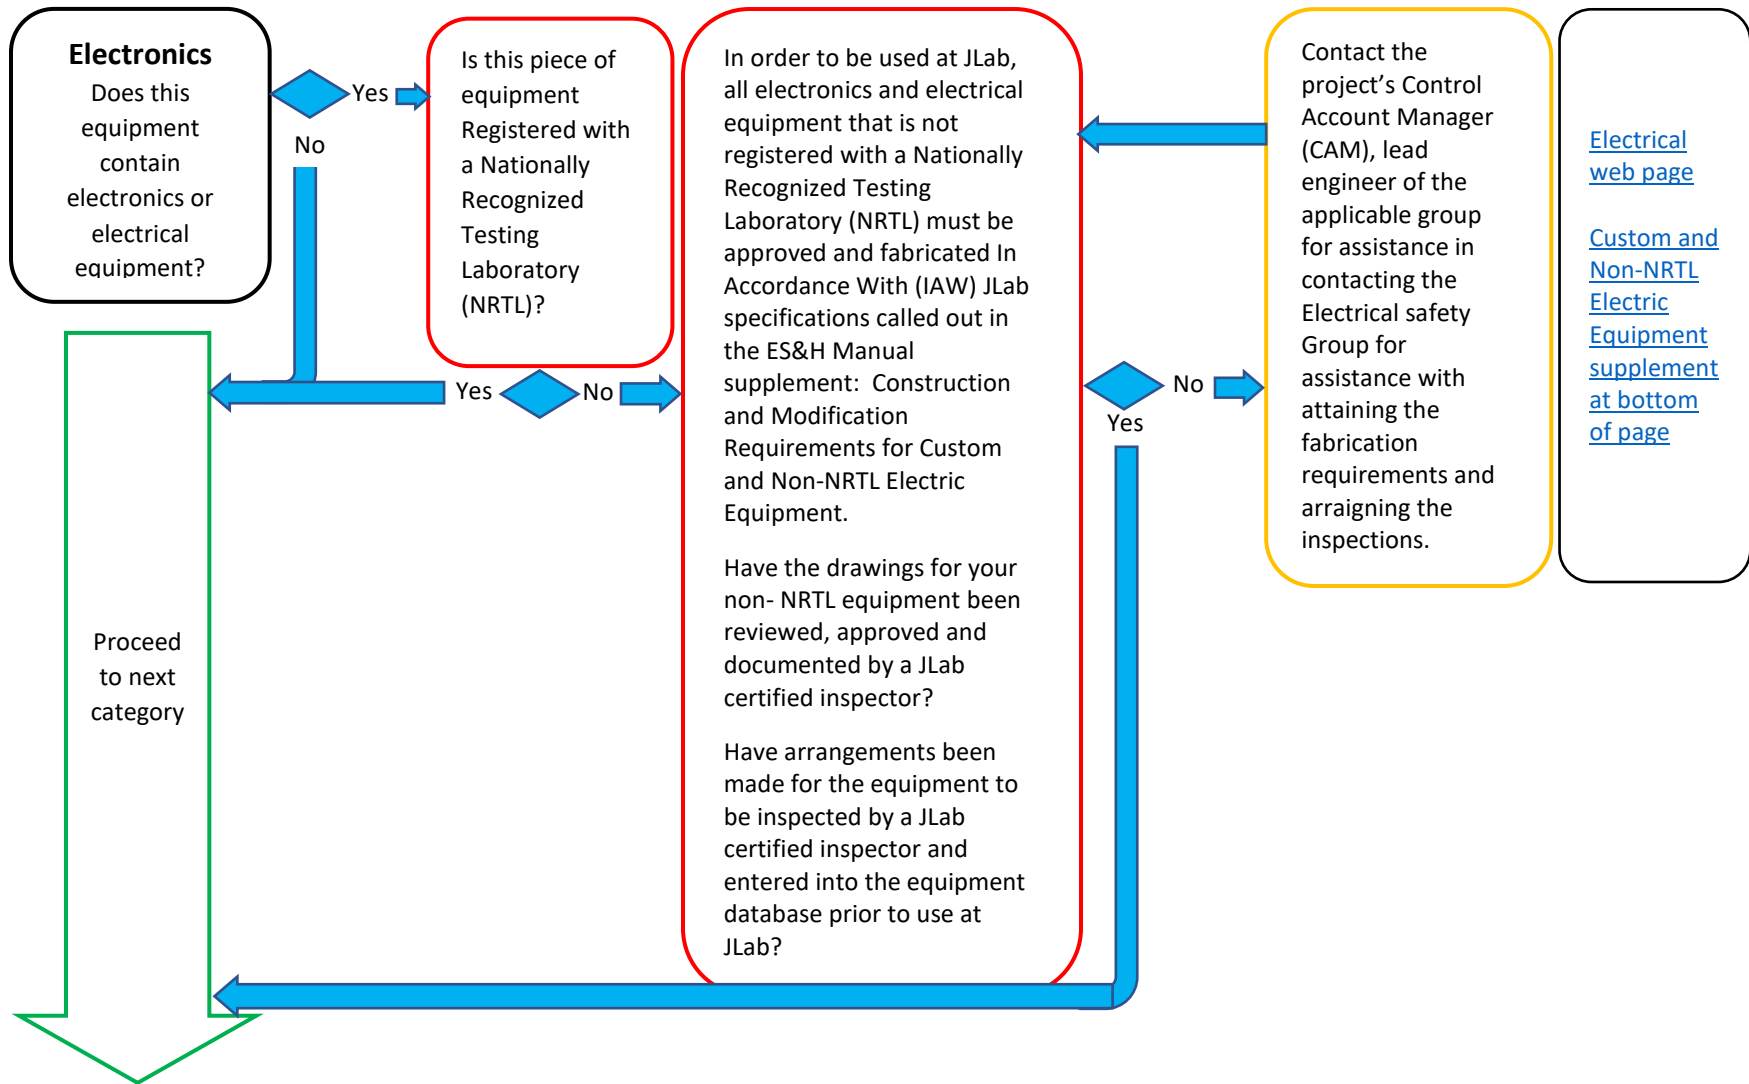 Electronics
Does this
equipment
contain
electronics or
electrical
equipment?
Yes
No
Is this piece of
equipment
Registered with
a Nationally
Recognized
Testing
Laboratory
(NRTL)?
Yes
No
In order to be used at JLab,
all electronics and electrical
equipment that is not
registered with a Nationally
Recognized Testing
Laboratory (NRTL) must be
approved and fabricated In
Accordance With (IAW) JLab
specifications called out in
the ES&H Manual
supplement:  Construction
and Modification
Requirements for Custom
and Non-NRTL Electric
Equipment.
Have the drawings for your
non- NRTL equipment been
reviewed, approved and
documented by a JLab
certified inspector?
Have arrangements been
made for the equipment to
be inspected by a JLab
certified inspector and
entered into the equipment
database prior to use at
JLab?
No
Yes
Contact the
project’s Control
Account Manager
(CAM), lead
engineer of the
applicable group
for assistance in
contacting the
Electrical safety
Group for
assistance with
attaining the
fabrication
requirements and
arraigning the
inspections.
Electrical
web page
Custom and
Non-NRTL
Electric
Equipment
supplement
at bottom
of page
Proceed
to next
category